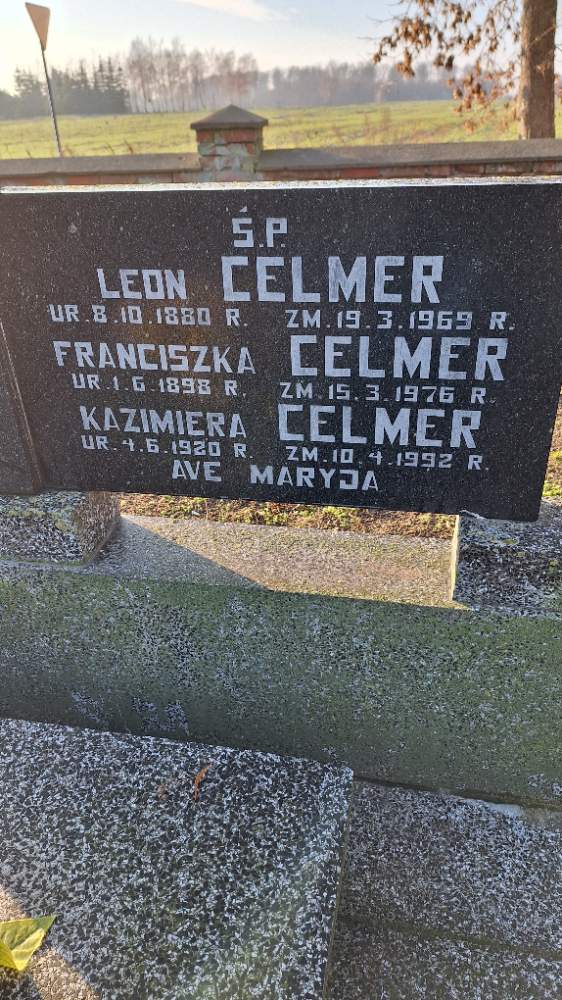 Ś.P.
LEON CELMER
UR. 8.10.1880 R. ZM. 19.3.1969 R.
FRANCISZKA CELMER
UR. 1.6.1898 R. ZM. 15.3.1976 R.
KAZIMIERA CELMER
UR. 4.6.1920 R. ZM. 10.4.1992 R.
AVE MARYJA